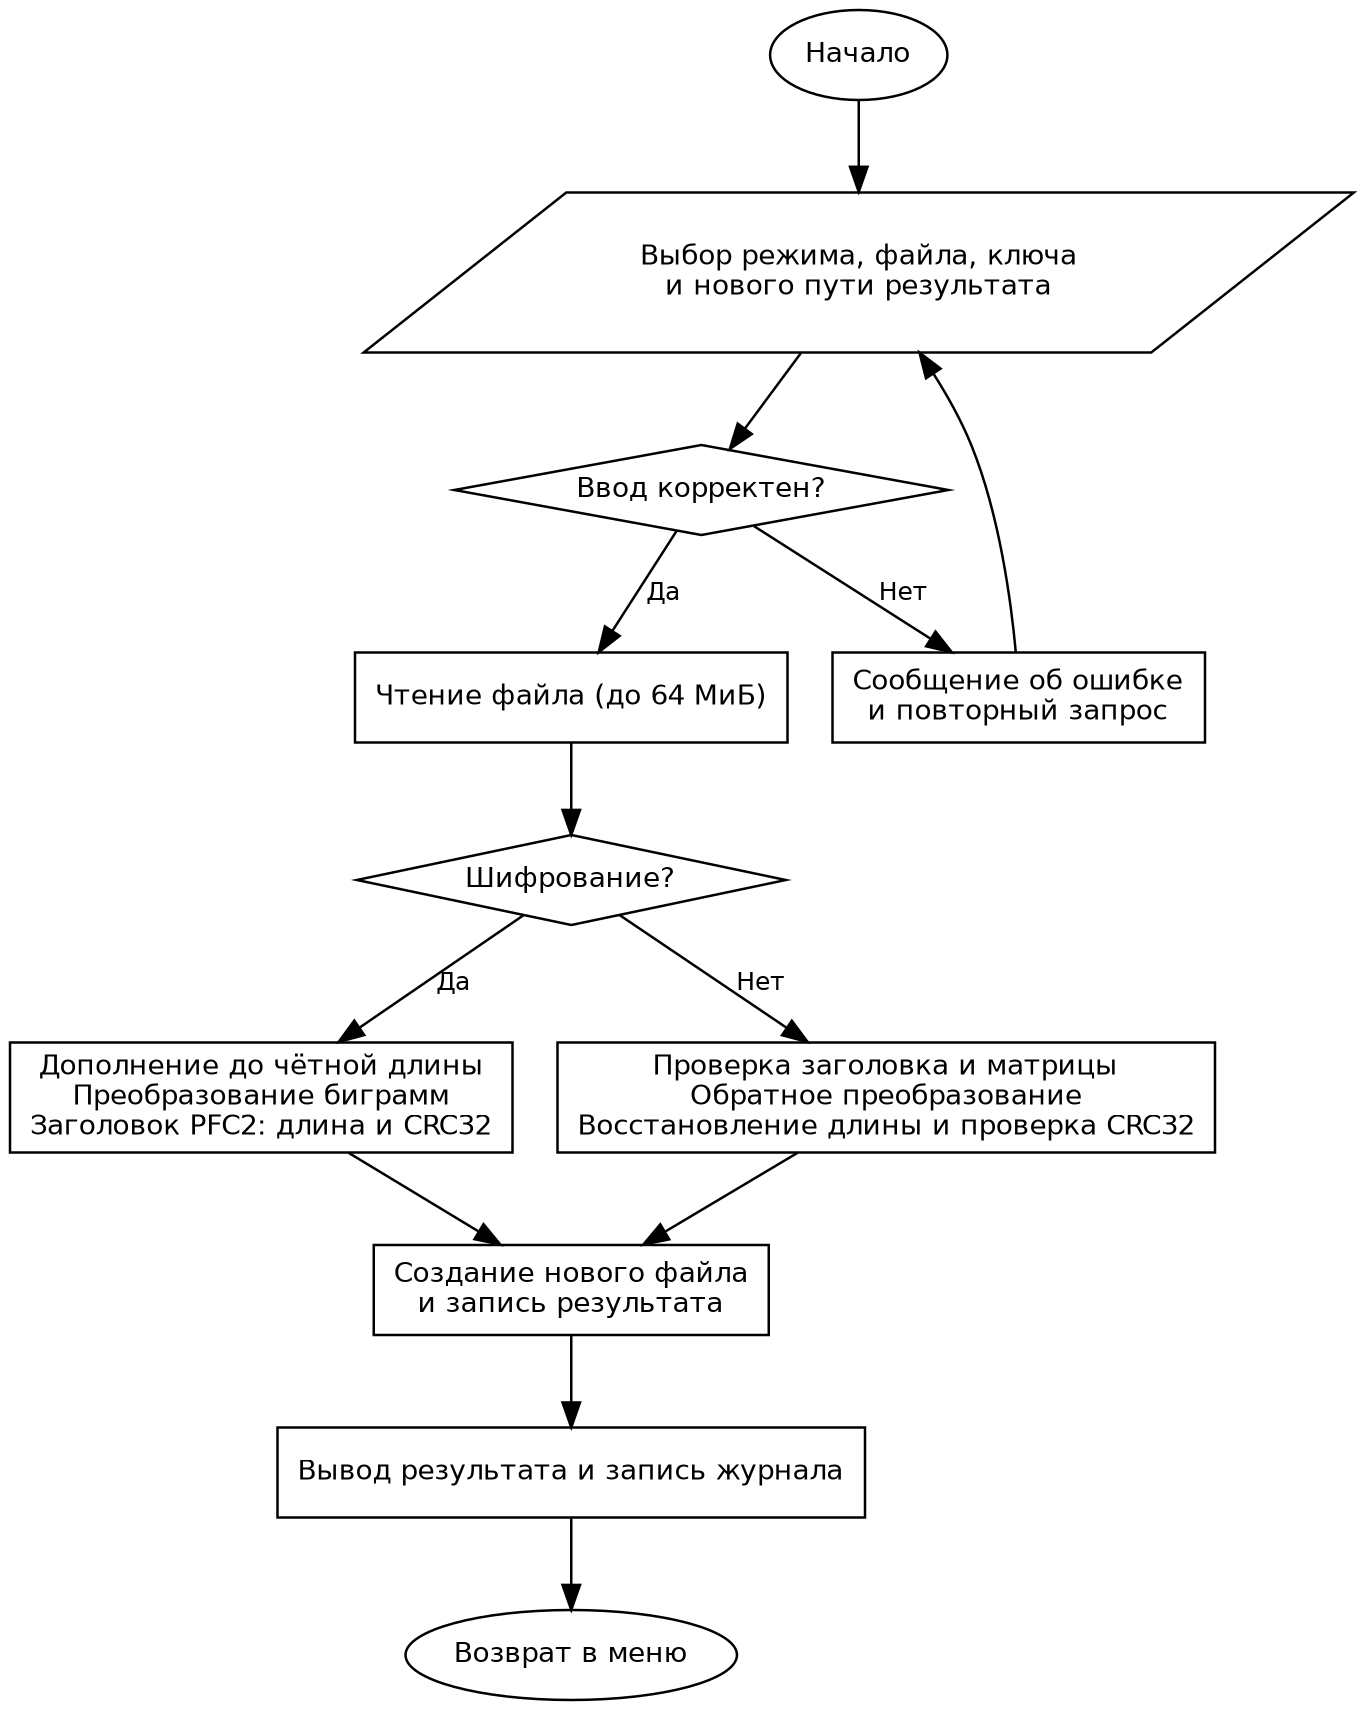 Начало
Выбор режима, файла, ключа
и нового пути результата
Ввод корректен?
Да
Нет
Чтение файла (до 64 МиБ)
Сообщение об ошибке
и повторный запрос
Шифрование?
Да
Нет
Дополнение до чётной длины
Преобразование биграмм
Заголовок PFC2: длина и CRC32
Проверка заголовка и матрицы
Обратное преобразование
Восстановление длины и проверка CRC32
Создание нового файла
и запись результата
Вывод результата и запись журнала
Возврат в меню